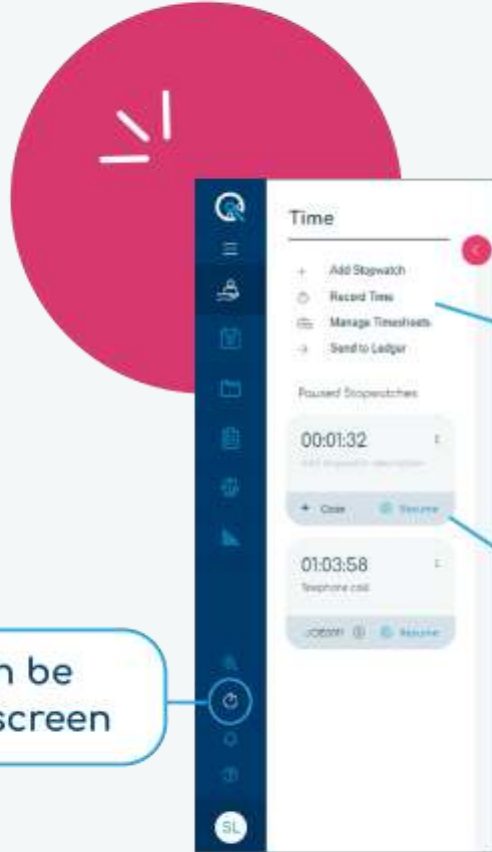 Time
Add Stopwatch
Record Time
Manage Timesheets
Send to Ledger
Paused Stopwatches
00:01:32
+ Case Resume
01:03:58
Telephone call
Resume
n be
screen
SL